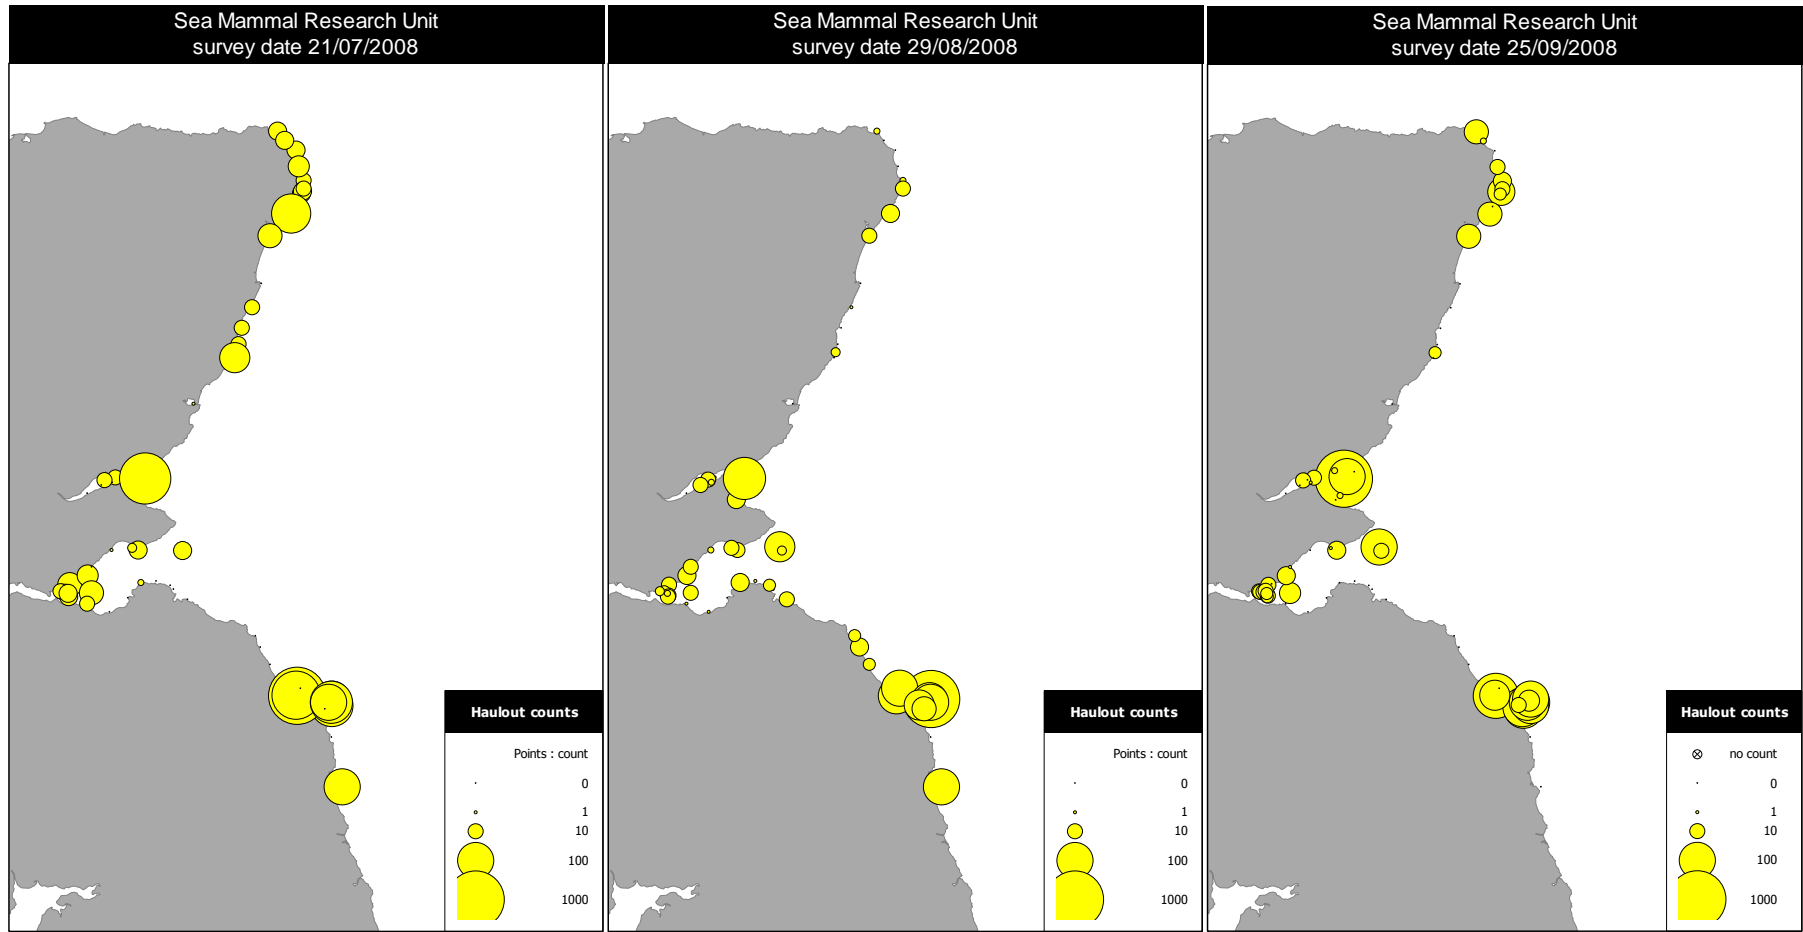 Sea Mammal Research Unit
survey date 21/07/2008
Haulout counts
Points : count
0
1
10
100
1000
Sea Mammal Research Unit
survey date 29/08/2008
Haulout counts
Points : count
0
1
10
100
1000
Sea Mammal Research Unit
survey date 25/09/2008
Haulout counts
no count
0
1
10
100
1000